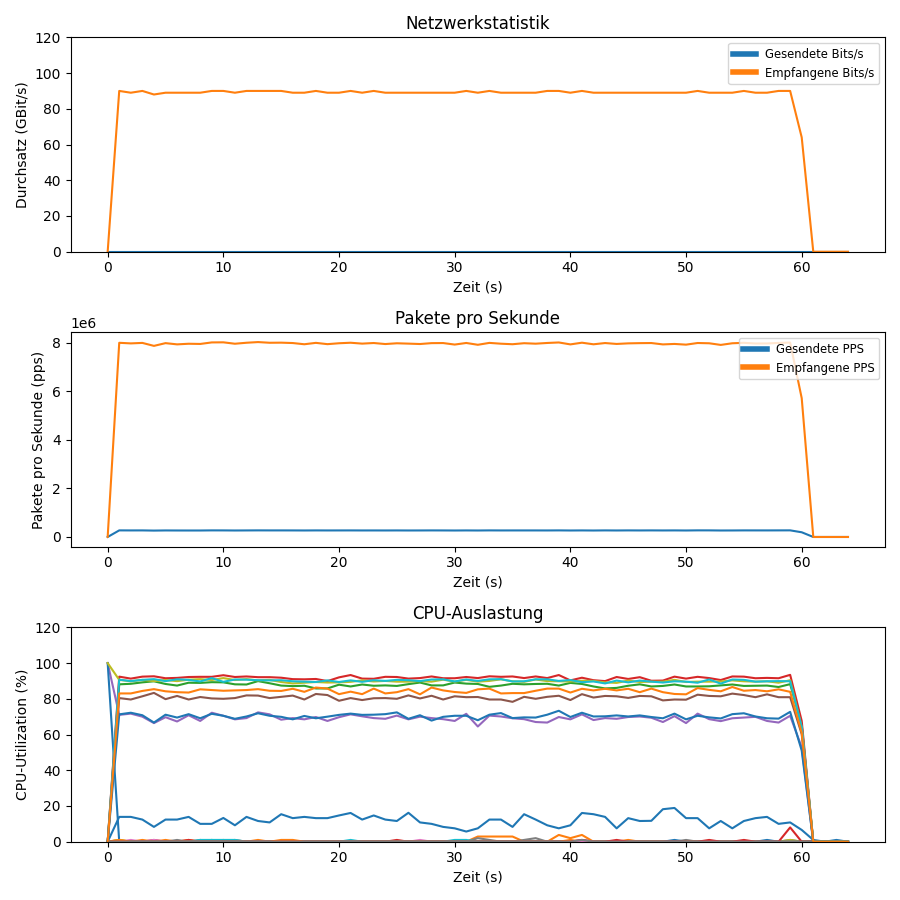 Netzwerkstatistik
Durchsatz (GBit/s)
120
100
80
60
40
20
0
Gesendete Bits/s
Empfangene Bits/s
0 10 20 30 40 50 60
Zeit (s)
Pakete pro Sekunde
1e6
Pakete pro Sekunde (pps)
8
6
4
2
0
Gesendete PPS
Empfangene PPS
0 10 20 30 40 50 60
Zeit (s)
CPU-Auslastung
CPU-Utilization (%)
120
100
80
60
40
20
0
0 10 20 30 40 50 60
Zeit (s)